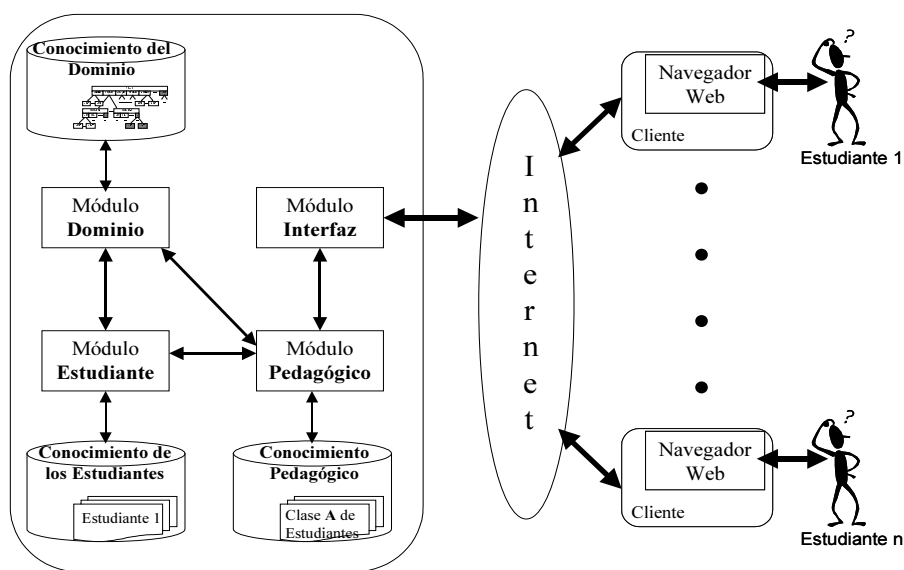 Conocimiento del
Dominio
Módulo
Dominio
Módulo
Interfaz
Módulo
Estudiante
Módulo
Pedagógico
Conocimiento de
los Estudiantes
Estudiante 1
Conocimiento
Pedagógico
Clase A de
Estudiantes
Internet
Navegador
Web
Cliente
?
Estudiante 1
Navegador
Web
Cliente
?
Estudiante n